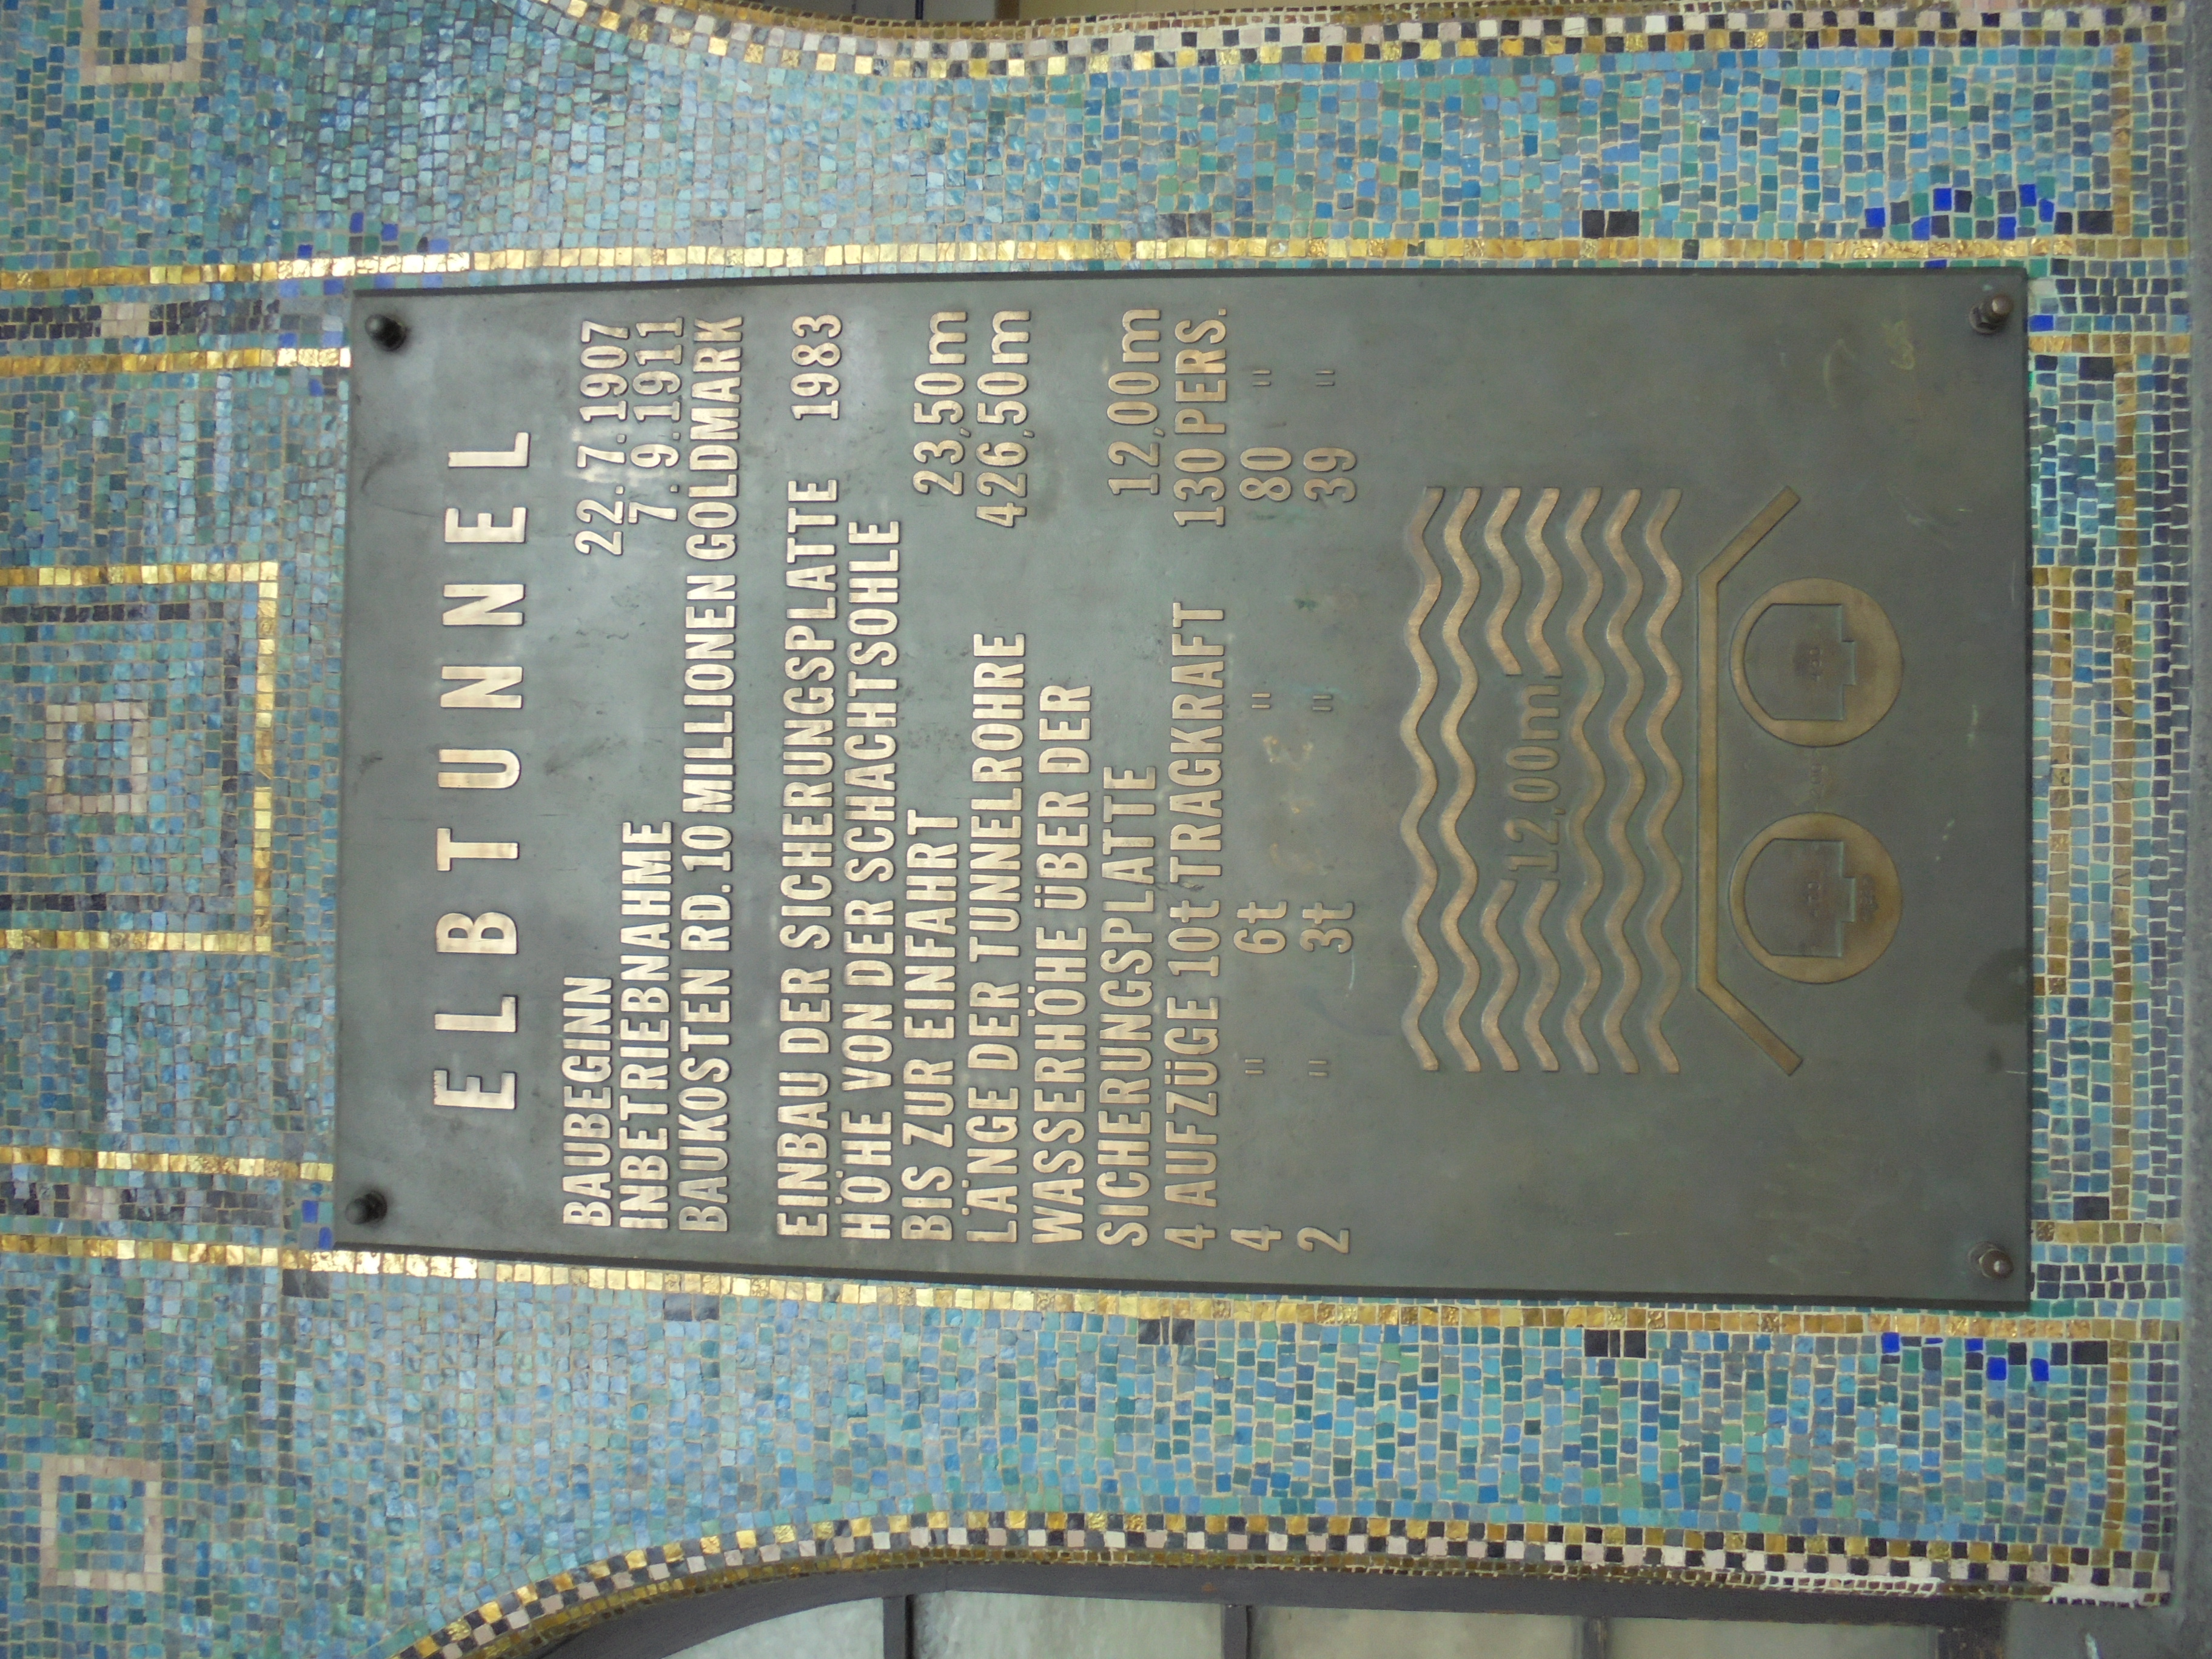 ELBTUNNEL
BAUBEGINN 22.7.1907
INBETRIEBNAHME 7.9.1911
BAUKOSTEN RD. 10 MILLIONEN GOLDMARK
EINBAU DER SICHERUNGSPLATTE 1983
HÖHE VON DER SCHACHTSOHLE
BIS ZUR EINFAHRT 23,50m
LÄNGE DER TUNNELROHRE 426,50m
WASSERHÖHE ÜBER DER
SICHERUNGSPLATTE 12,00m
4 AUFZÜGE 10t TRAGKRAFT 130 PERS.
4 " 6t " 80 "
2 " 3t " 39 "
12,00m